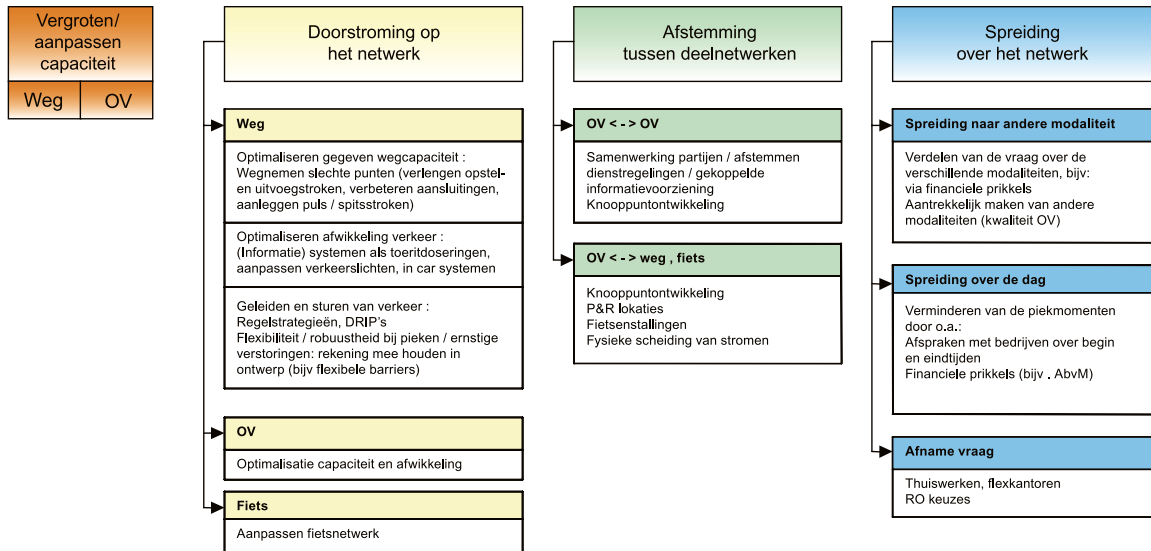 Vergroten/
aanpassen
capaciteit
Weg
OV
Doorstroming op
het netwerk
Weg
Optimaliseren gegeven wegcapaciteit :
Wegnemen slechte punten (verlengen opstel-
en uitvoegstroken, verbeteren aansluitingen,
aanleggen puls / spitsstroken)
Optimaliseren afwikkeling verkeer :
(Informatie) systemen als toeritdoseringen,
aanpassen verkeerslichten, in car systemen
Geleiden en sturen van verkeer :
Regelstrategieën, DRIP's
Flexibiliteit / robuustheid bij pieken / ernstige
verstoringen: rekening mee houden in
ontwerp (bijv flexibele barriers)
OV
Optimalisatie capaciteit en afwikkeling
Fiets
Aanpassen fietsnetwerk
Afstemming
tussen deelnetwerken
OV < - > OV
Samenwerking partijen / afstemmen
dienstregelingen / gekoppelde
informatievoorziening
Knooppuntontwikkeling
OV < - > weg , fiets
Knooppuntontwikkeling
P&R lokaties
Fietsenstallingen
Fysieke scheiding van stromen
Spreiding
over het netwerk
Spreiding naar andere modaliteit
Verdelen van de vraag over de
verschillende modaliteiten, bijv:
via financiele prikkels
Aantrekkelijk maken van andere
modaliteiten (kwaliteit OV)
Spreiding over de dag
Verminderen van de piekmomenten
door o.a.:
Afspraken met bedrijven over begin
en eindtijden
Financiele prikkels (bijv . AbvM)
Afname vraag
Thuiswerken, flexkantoren
RO keuzes